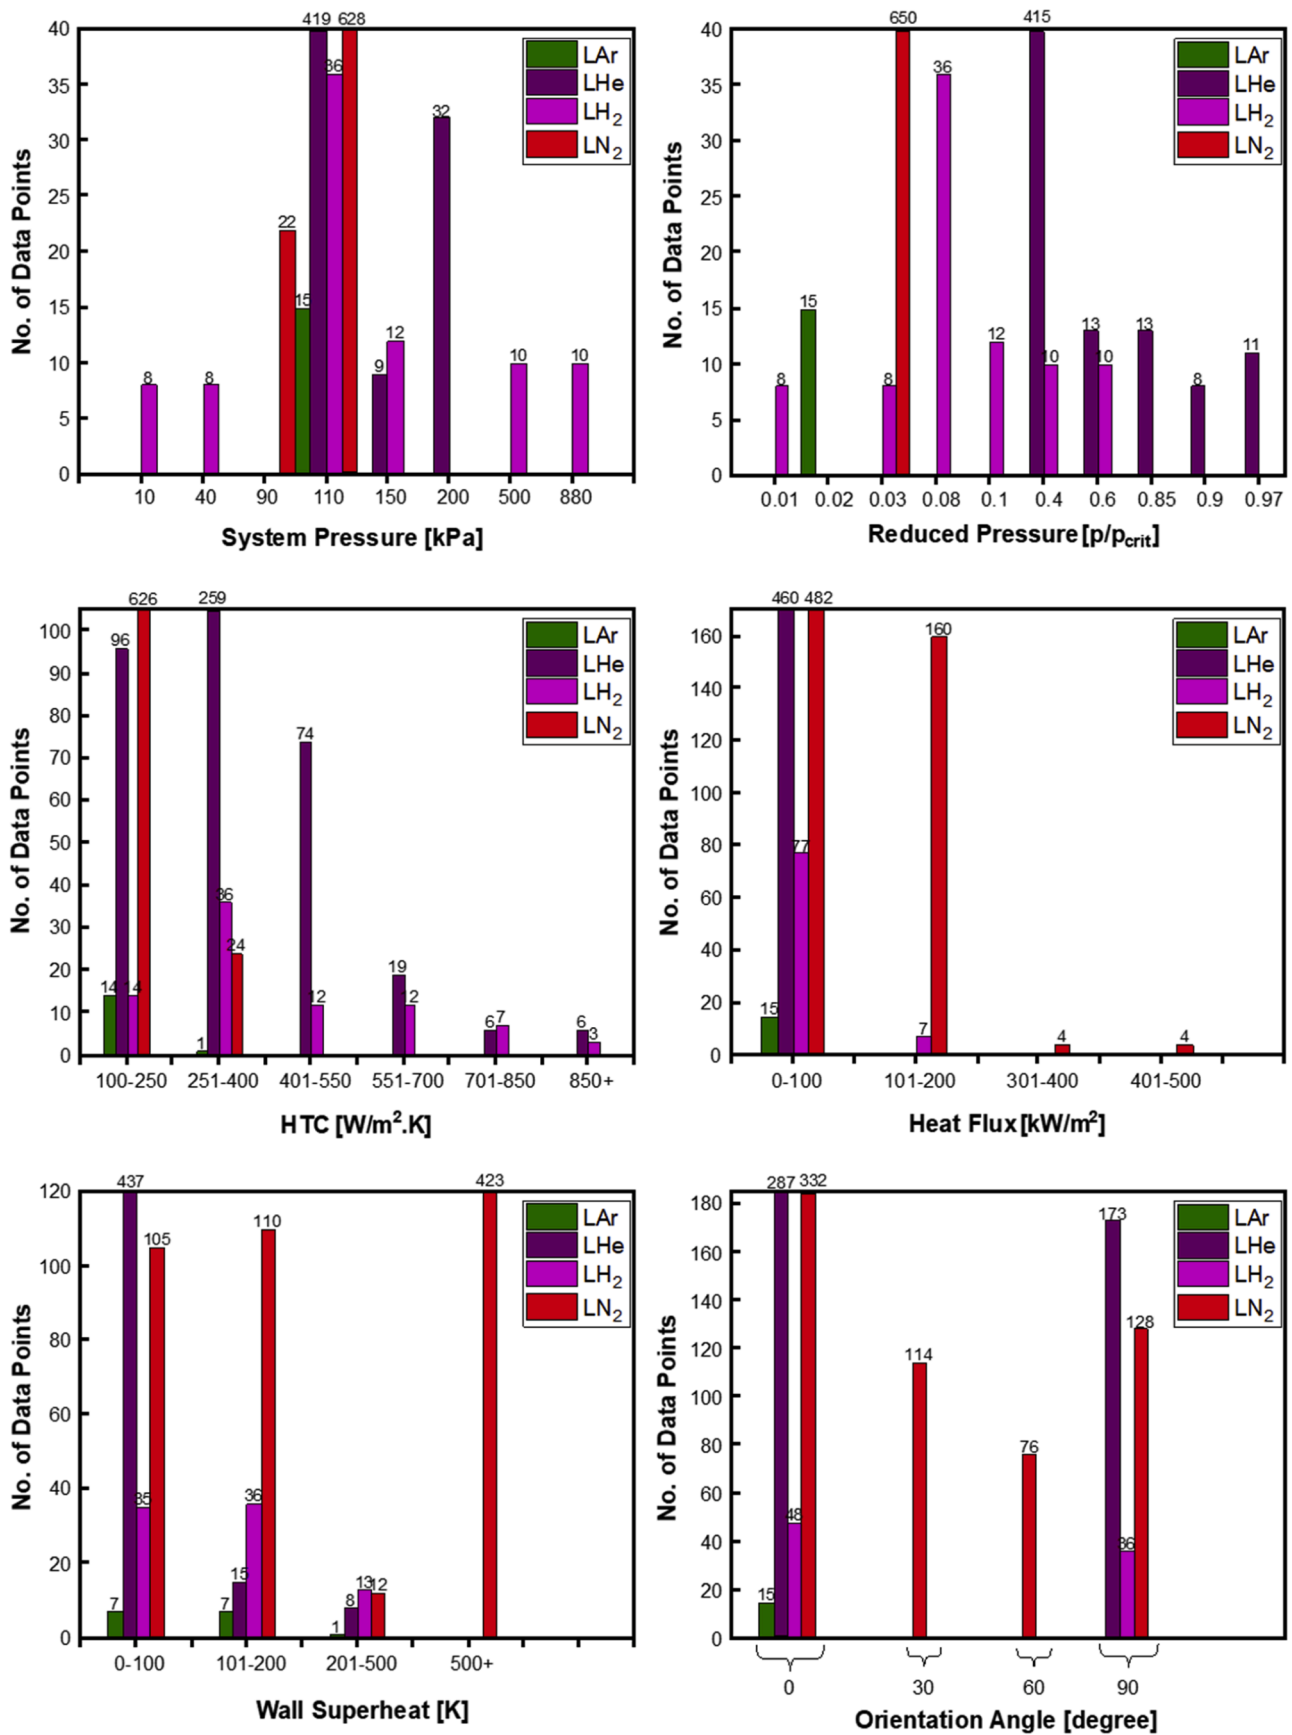 419 628
650 415
40
35
30
25
20
15
10
5
0
No. of Data Points
LAr
LHe
LH2
LN2
8 8 22 15 36 9 12 32 10 10
10 40 90 110 150 200 500 880
System Pressure [kPa]
40
35
30
25
20
15
10
5
0
No. of Data Points
LAr
LHe
LH2
LN2
8 15 8 36 12 10 13 10 13 8 11
0.01 0.02 0.03 0.08 0.1 0.4 0.6 0.85 0.9 0.97
Reduced Pressure [p/pcrit]
626 259
100
90
80
70
60
50
40
30
20
10
0
No. of Data Points
LAr
LHe
LH2
LN2
14 96 14 1 36 24 74 12 19 12 6 7 6 3
100-250 251-400 401-550 551-700 701-850 850+
HTC [W/m².K]
460 482
160
140
120
100
80
60
40
20
0
No. of Data Points
LAr
LHe
LH2
LN2
15 77 7 160 4 4
0-100 101-200 301-400 401-500
Heat Flux [kW/m²]
437 423
120
100
80
60
40
20
0
No. of Data Points
LAr
LHe
LH2
LN2
7 35 105 7 15 36 110 1 8 13 12
0-100 101-200 201-500 500+
Wall Superheat [K]
287 332
180
160
140
120
100
80
60
40
20
0
No. of Data Points
LAr
LHe
LH2
LN2
15 48 114 76 173 36 128
0 30 60 90
Orientation Angle [degree]